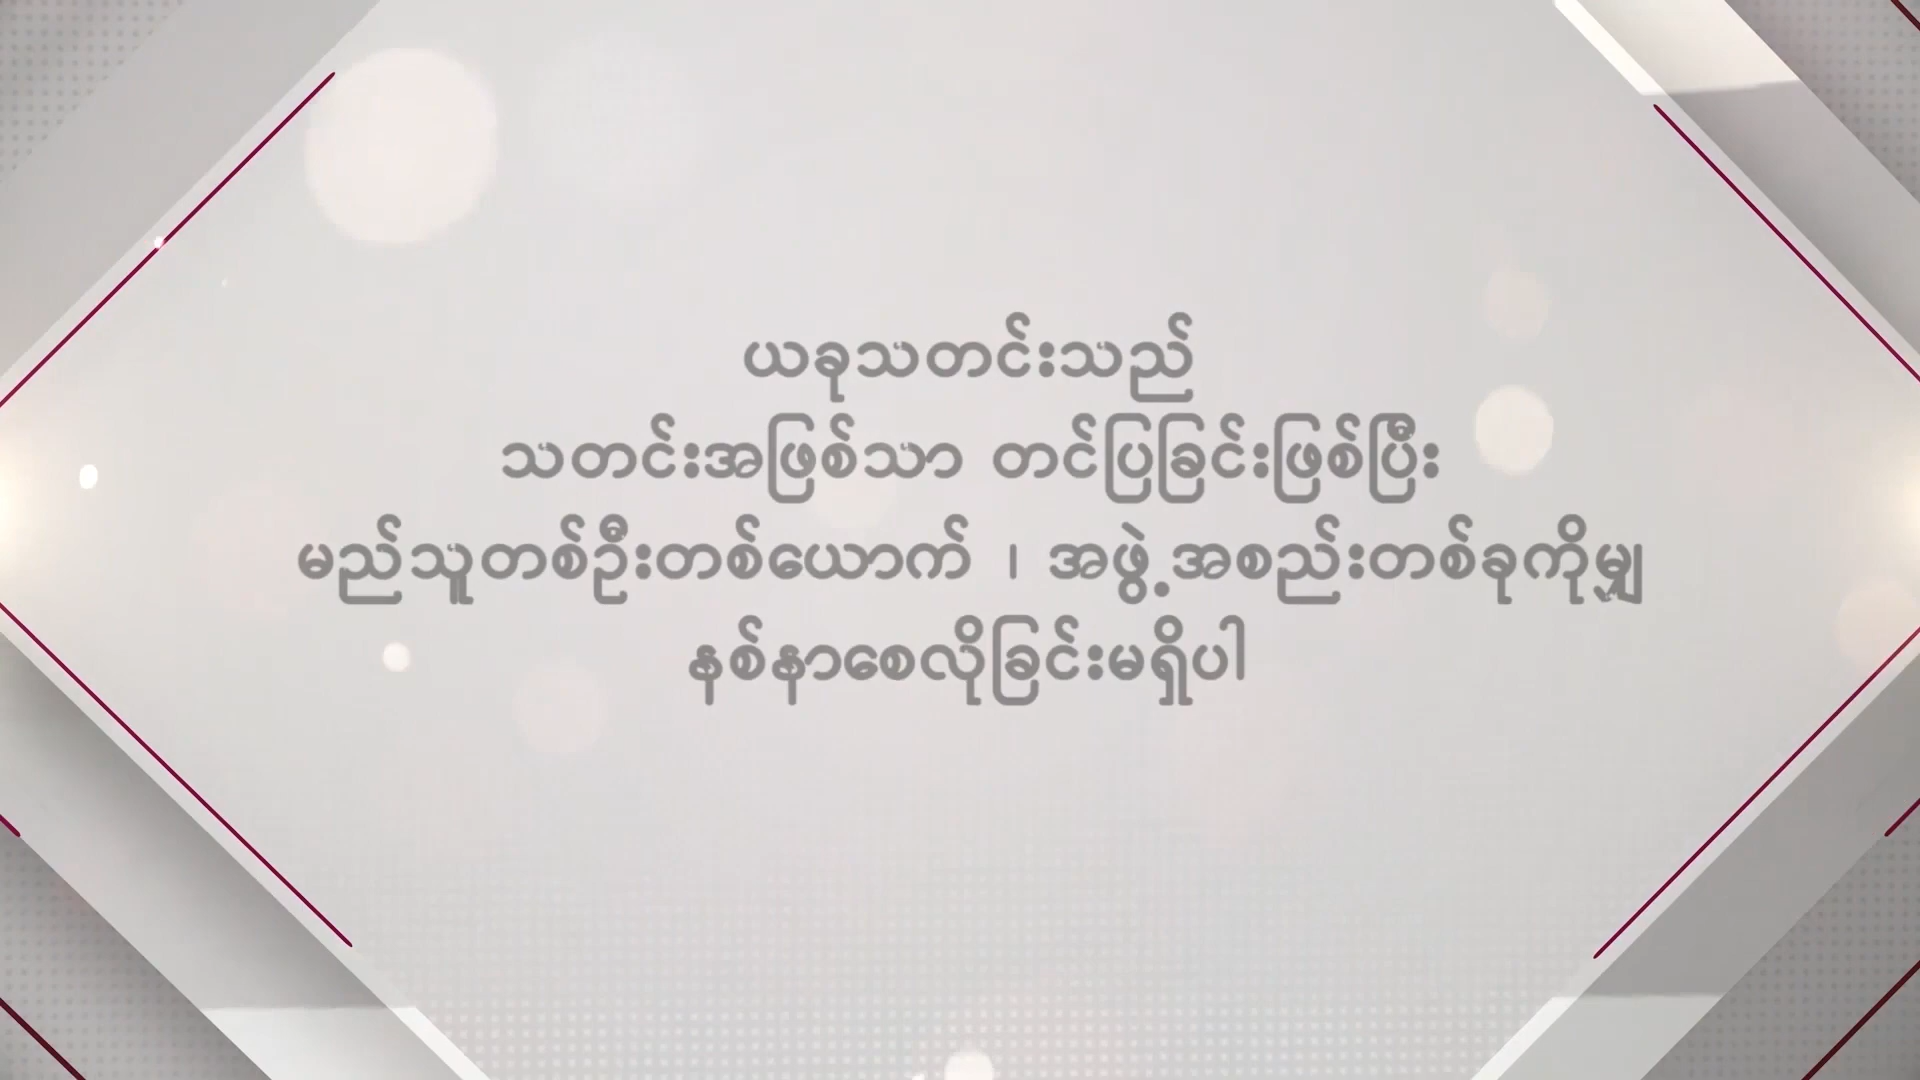 ယခုသတင်းသည်
သတင်းအဖြစ်သာ တင်ပြခြင်းဖြစ်ပြီး
မည်သူတစ်ဦးတစ်ယောက် ၊ အဖွဲ့အစည်းတစ်ခုကိုမျှ
နစ်နာစေလိုခြင်းမရှိပါ